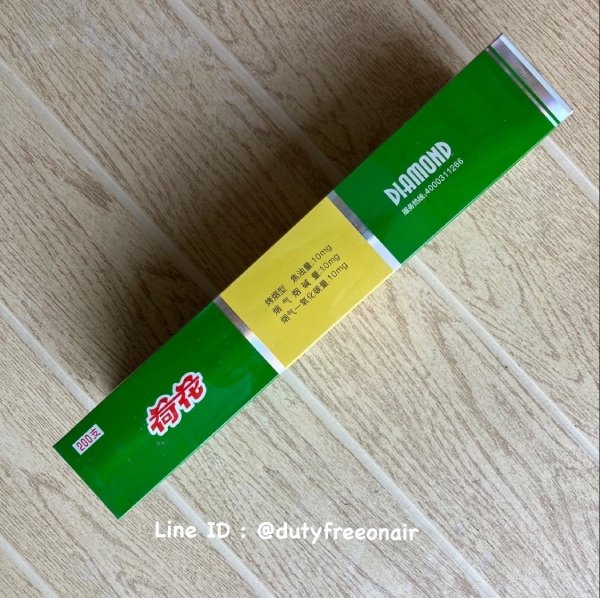 DIAMOND
服务热线:4000311266
烤烟型 焦油量:10mg
烟气烟碱量:1.0mg
烟气一氧化碳量:10mg
荷花
200支
Line ID : @dutyfreeonair